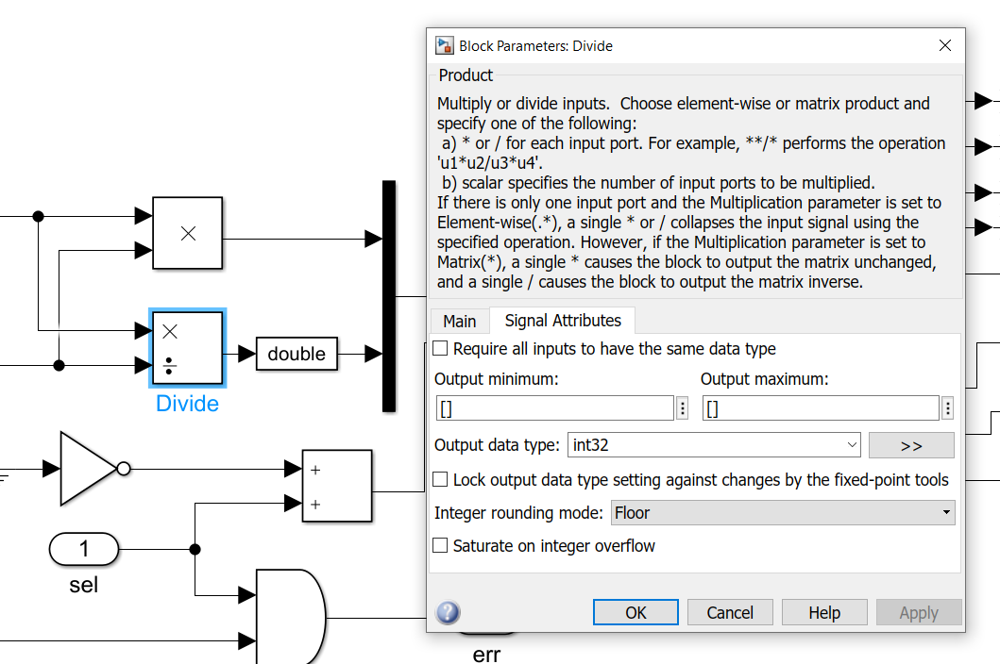 Block Parameters: Divide
Product
Multiply or divide inputs.  Choose element-wise or matrix product and
specify one of the following:
a) * or / for each input port. For example, **/* performs the operation
'u1*u2/u3*u4'.
b) scalar specifies the number of input ports to be multiplied.
If there is only one input port and the Multiplication parameter is set to
Element-wise(.*), a single * or / collapses the input signal using the
specified operation. However, if the Multiplication parameter is set to
Matrix(*), a single * causes the block to output the matrix unchanged,
and a single / causes the block to output the matrix inverse.
Main
Signal Attributes
Require all inputs to have the same data type
Output minimum:
Output maximum:
[]
[]
Output data type:
int32
>>
Lock output data type setting against changes by the fixed-point tools
Integer rounding mode:
Floor
Saturate on integer overflow
?
OK
Cancel
Help
Apply
×
×
÷
double
Divide
+
+
1
sel
err